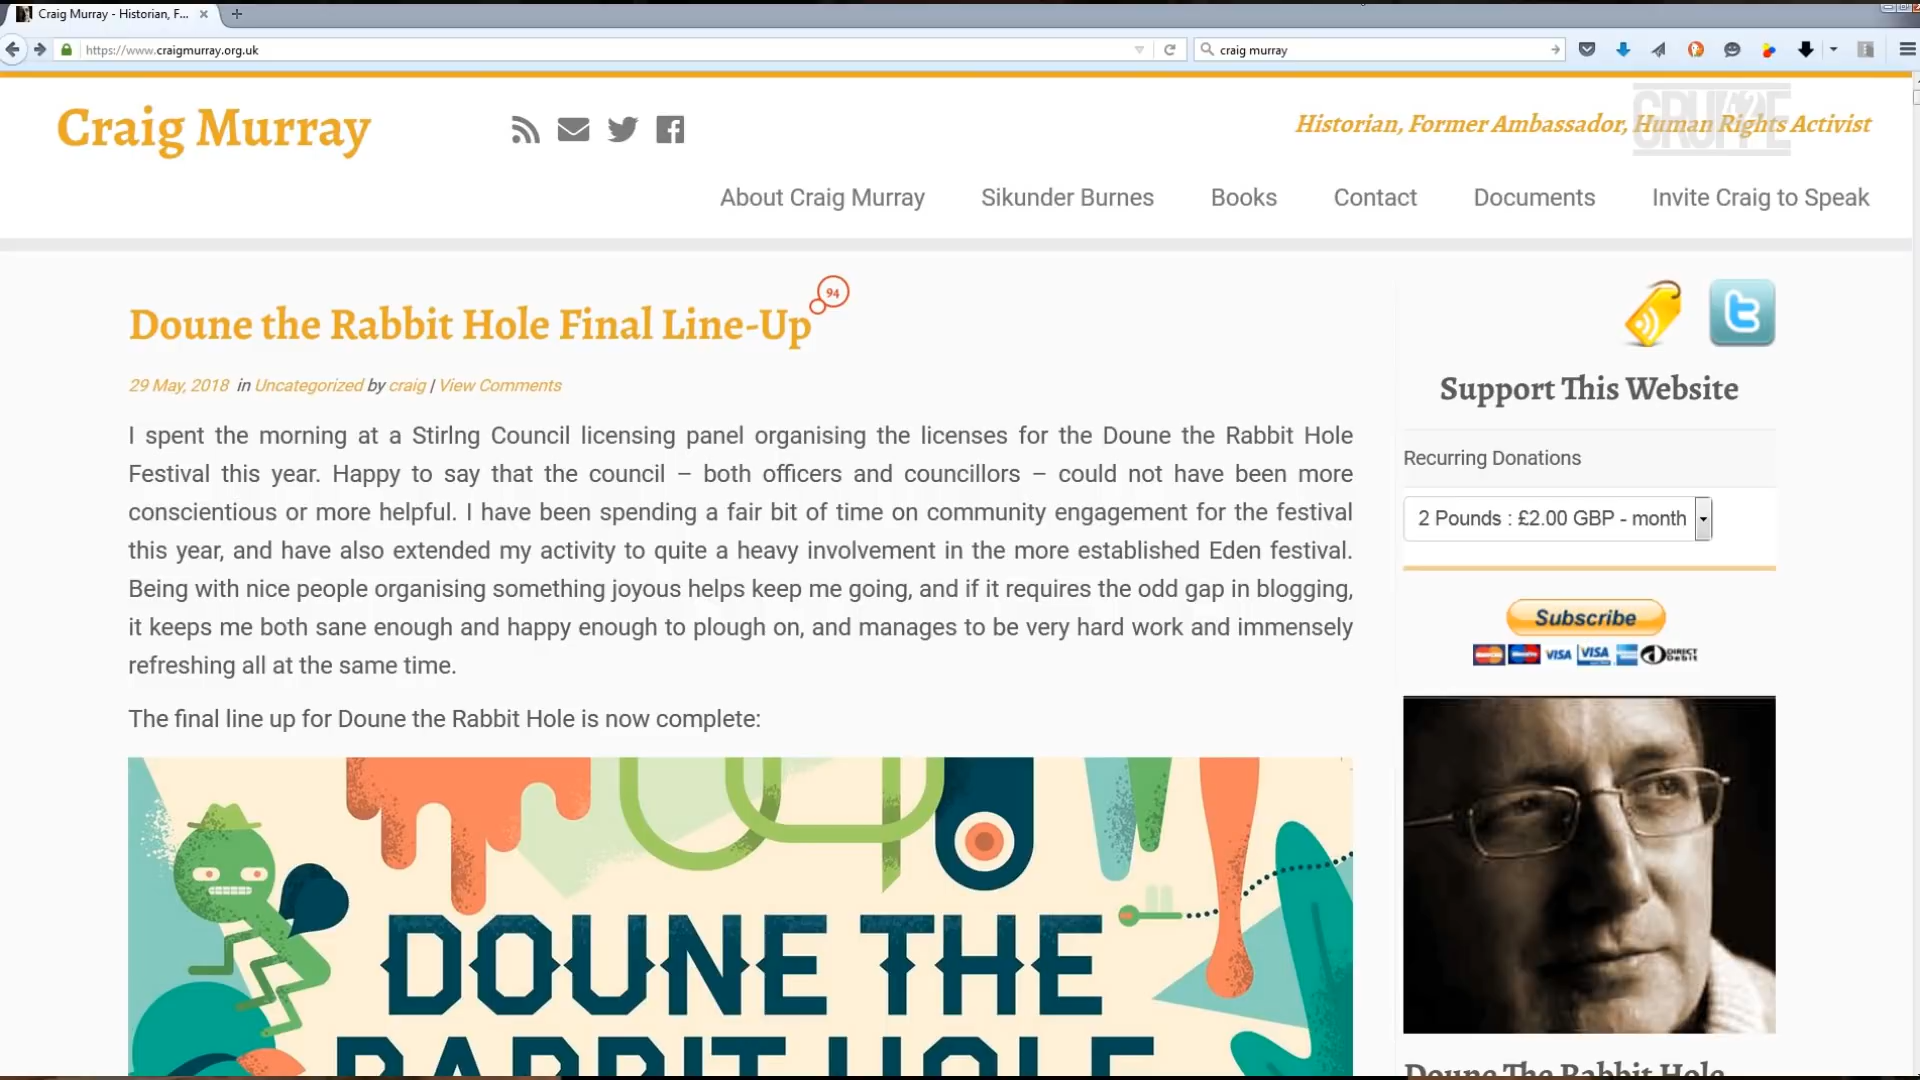 Craig Murray - Historian, F...
https://www.craigmurray.org.uk
craig murray
Craig Murray
Historian, Former Ambassador, Human Rights Activist
GRUPPE
42
About Craig Murray
Sikunder Burnes
Books
Contact
Documents
Invite Craig to Speak
Doune the Rabbit Hole Final Line-Up
94
29 May, 2018 in Uncategorized by craig | View Comments
I spent the morning at a Stirlng Council licensing panel organising the licenses for the Doune the Rabbit Hole
Festival this year. Happy to say that the council – both officers and councillors – could not have been more
conscientious or more helpful. I have been spending a fair bit of time on community engagement for the festival
this year, and have also extended my activity to quite a heavy involvement in the more established Eden festival.
Being with nice people organising something joyous helps keep me going, and if it requires the odd gap in blogging,
it keeps me both sane enough and happy enough to plough on, and manages to be very hard work and immensely
refreshing all at the same time.
The final line up for Doune the Rabbit Hole is now complete:
DOUNE THE
RABBIT HOLE
Support This Website
Recurring Donations
2 Pounds : £2.00 GBP - month
Subscribe
VISA
VISA
DIRECT
Debit
Doune The Rabbit Hole